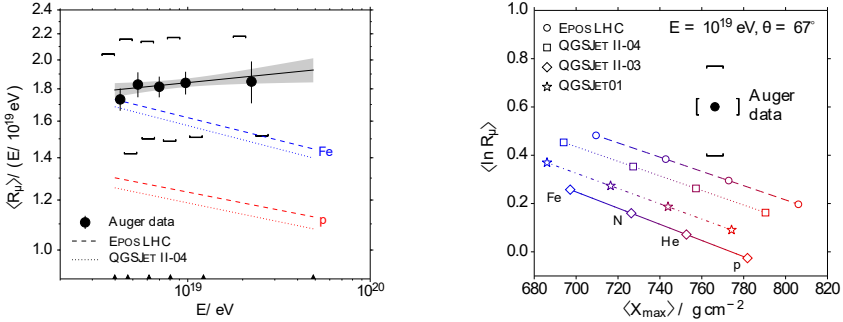 2.4
2.2
2.0
1.8
1.6
1.4
1.2
1.0
⟨Rμ⟩/ (E/ 10¹⁹ eV)
Fe
p
Auger data
EPOS LHC
QGSJET II-04
10¹⁹
10²⁰
E/ eV
1.0
0.8
0.6
0.4
0.2
0.0
⟨ln Rμ⟩
EPOS LHC
QGSJET II-04
QGSJET II-03
QGSJET01
E = 10¹⁹ eV, θ = 67°
Auger
data
Fe
N
He
p
680 700 720 740 760 780 800 820
⟨Xmax⟩/ g cm⁻²